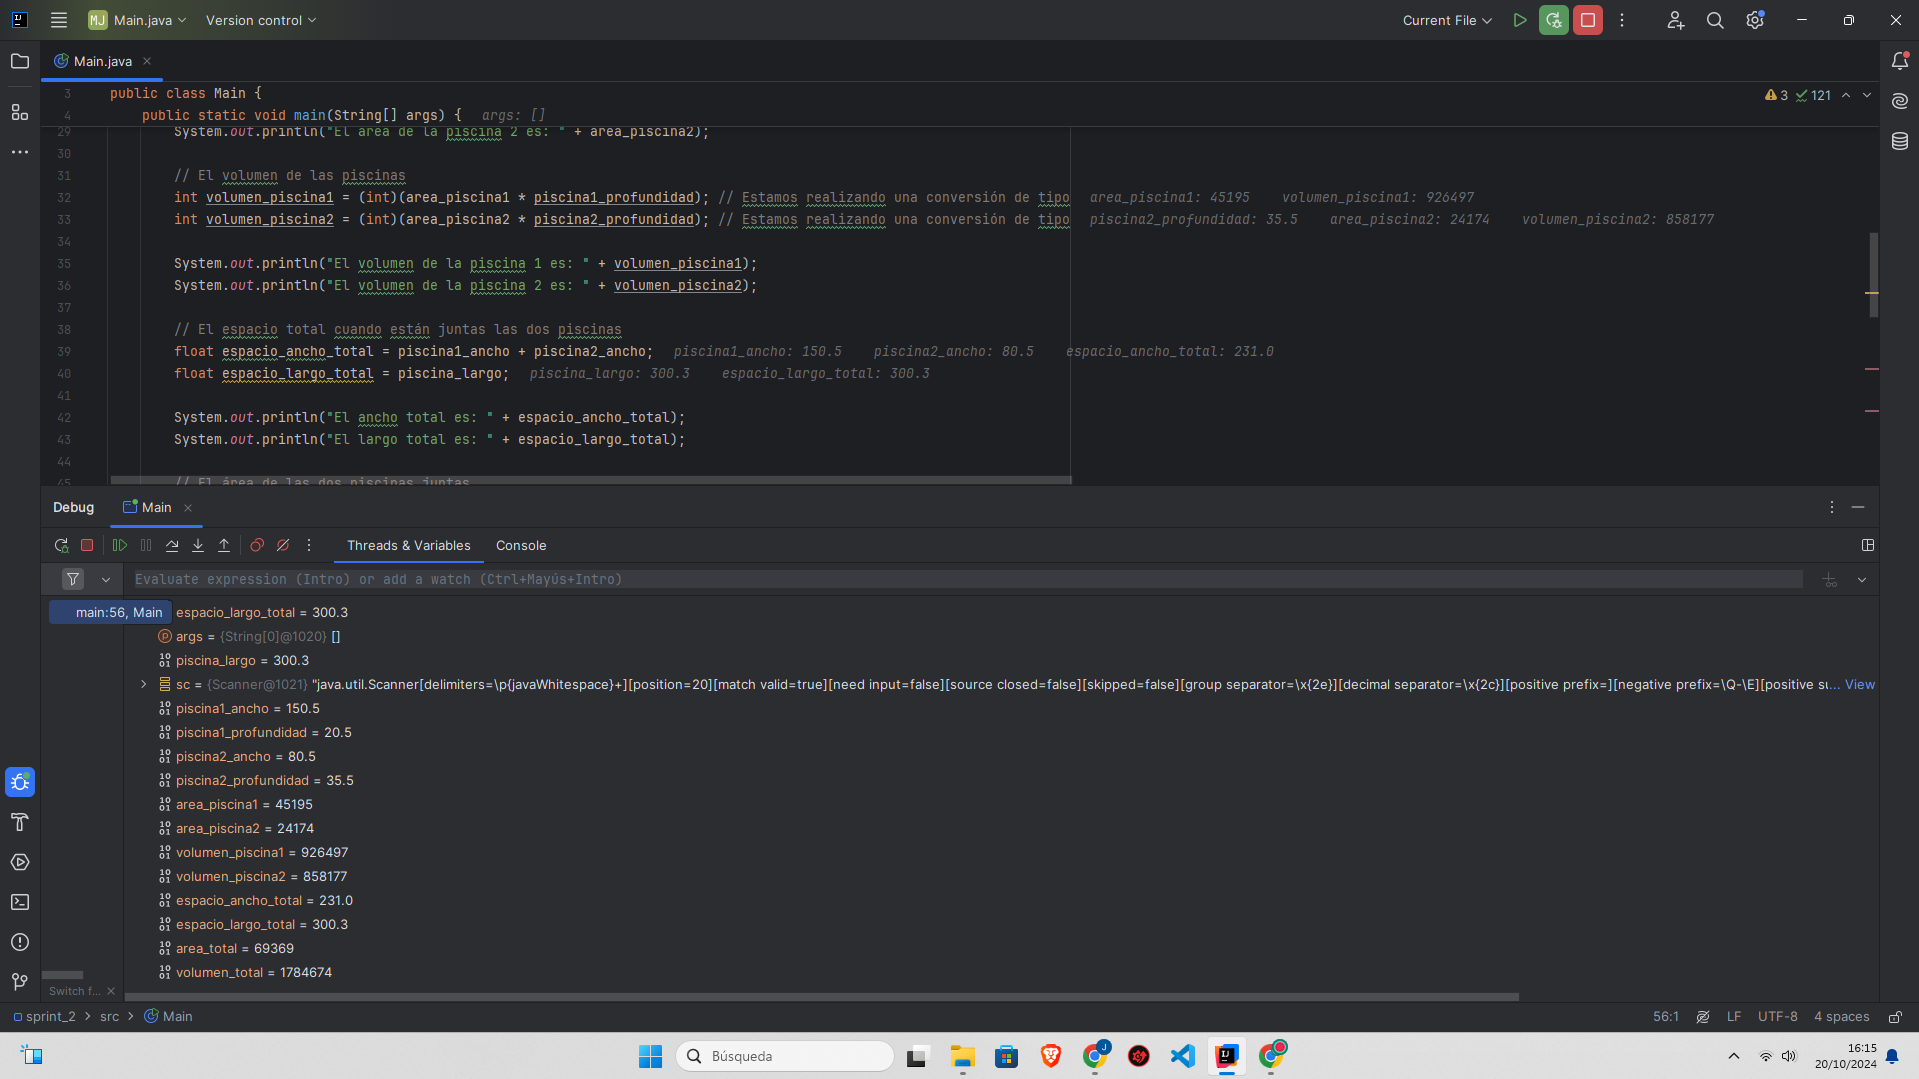 MJ Main.java Version control Current File
Main.java
3 public class Main {
4 public static void main(String[] args) { args: []
3 121
29 System.out.println("El area de la piscina 2 es: " + area_piscina2);
30
31 // El volumen de las piscinas
32 int volumen_piscina1 = (int)(area_piscina1 * piscina1_profundidad); // Estamos realizando una conversión de tipo area_piscina1: 45195 volumen_piscina1: 926497
33 int volumen_piscina2 = (int)(area_piscina2 * piscina2_profundidad); // Estamos realizando una conversión de tipo piscina2_profundidad: 35.5 area_piscina2: 24174 volumen_piscina2: 858177
34
35 System.out.println("El volumen de la piscina 1 es: " + volumen_piscina1);
36 System.out.println("El volumen de la piscina 2 es: " + volumen_piscina2);
37
38 // El espacio total cuando están juntas las dos piscinas
39 float espacio_ancho_total = piscina1_ancho + piscina2_ancho; piscina1_ancho: 150.5 piscina2_ancho: 80.5 espacio_ancho_total: 231.0
40 float espacio_largo_total = piscina_largo; piscina_largo: 300.3 espacio_largo_total: 300.3
41
42 System.out.println("El ancho total es: " + espacio_ancho_total);
43 System.out.println("El largo total es: " + espacio_largo_total);
44
45 // El área de las dos piscinas juntas
Debug Main
Threads & Variables Console
Evaluate expression (Intro) or add a watch (Ctrl+Mayús+Intro)
main:56, Main
espacio_largo_total = 300.3
args = {String[0]@1020} []
piscina_largo = 300.3
sc = {Scanner@1021} "java.util.Scanner[delimiters=\p{javaWhitespace}+][position=20][match valid=true][need input=false][source closed=false][skipped=false][group separator=\x{2e}][decimal separator=\x{2c}][positive prefix=][negative prefix=\Q-\E][positive su... View
piscina1_ancho = 150.5
piscina1_profundidad = 20.5
piscina2_ancho = 80.5
piscina2_profundidad = 35.5
area_piscina1 = 45195
area_piscina2 = 24174
volumen_piscina1 = 926497
volumen_piscina2 = 858177
espacio_ancho_total = 231.0
espacio_largo_total = 300.3
area_total = 69369
volumen_total = 1784674
Switch f...
sprint_2 > src > Main
56:1 LF UTF-8 4 spaces
Búsqueda
16:15
20/10/2024